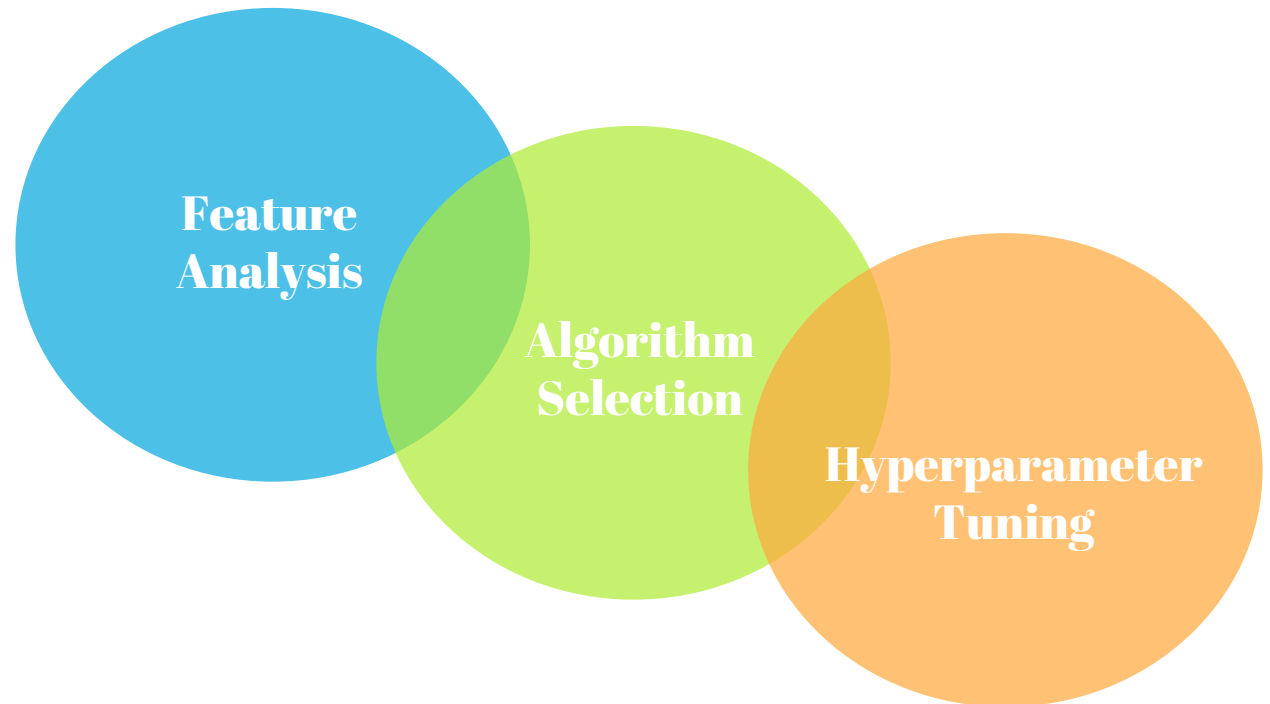 Feature
Analysis
Algorithm
Selection
Hyperparameter
Tuning